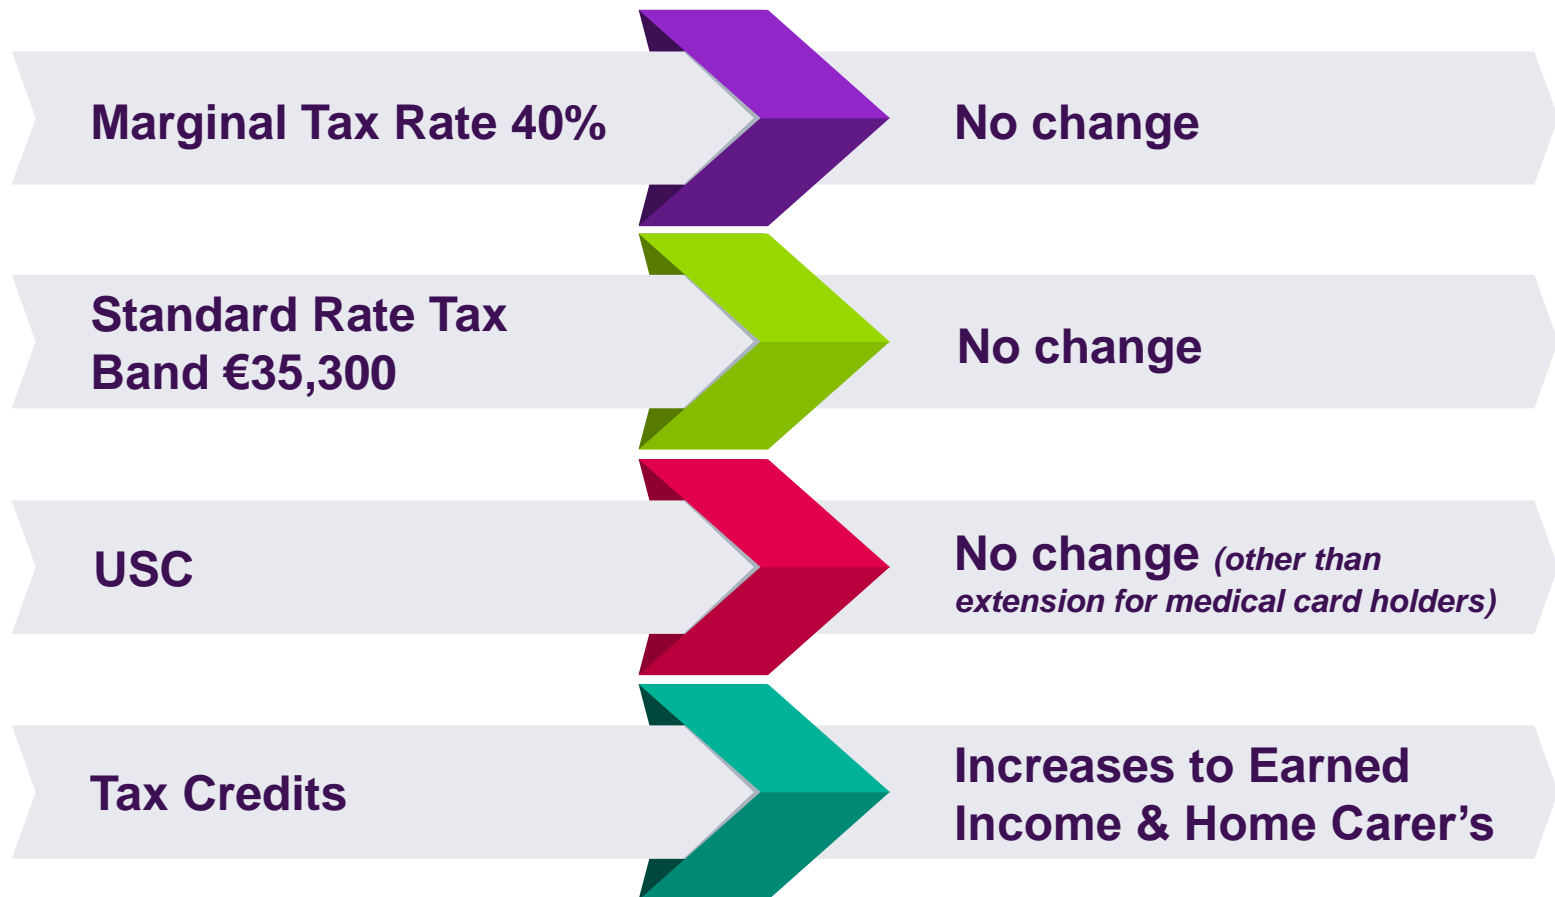 Marginal Tax Rate 40%
No change
Standard Rate Tax
Band €35,300
No change
USC
No change (other than
extension for medical card holders)
Tax Credits
Increases to Earned
Income & Home Carer’s